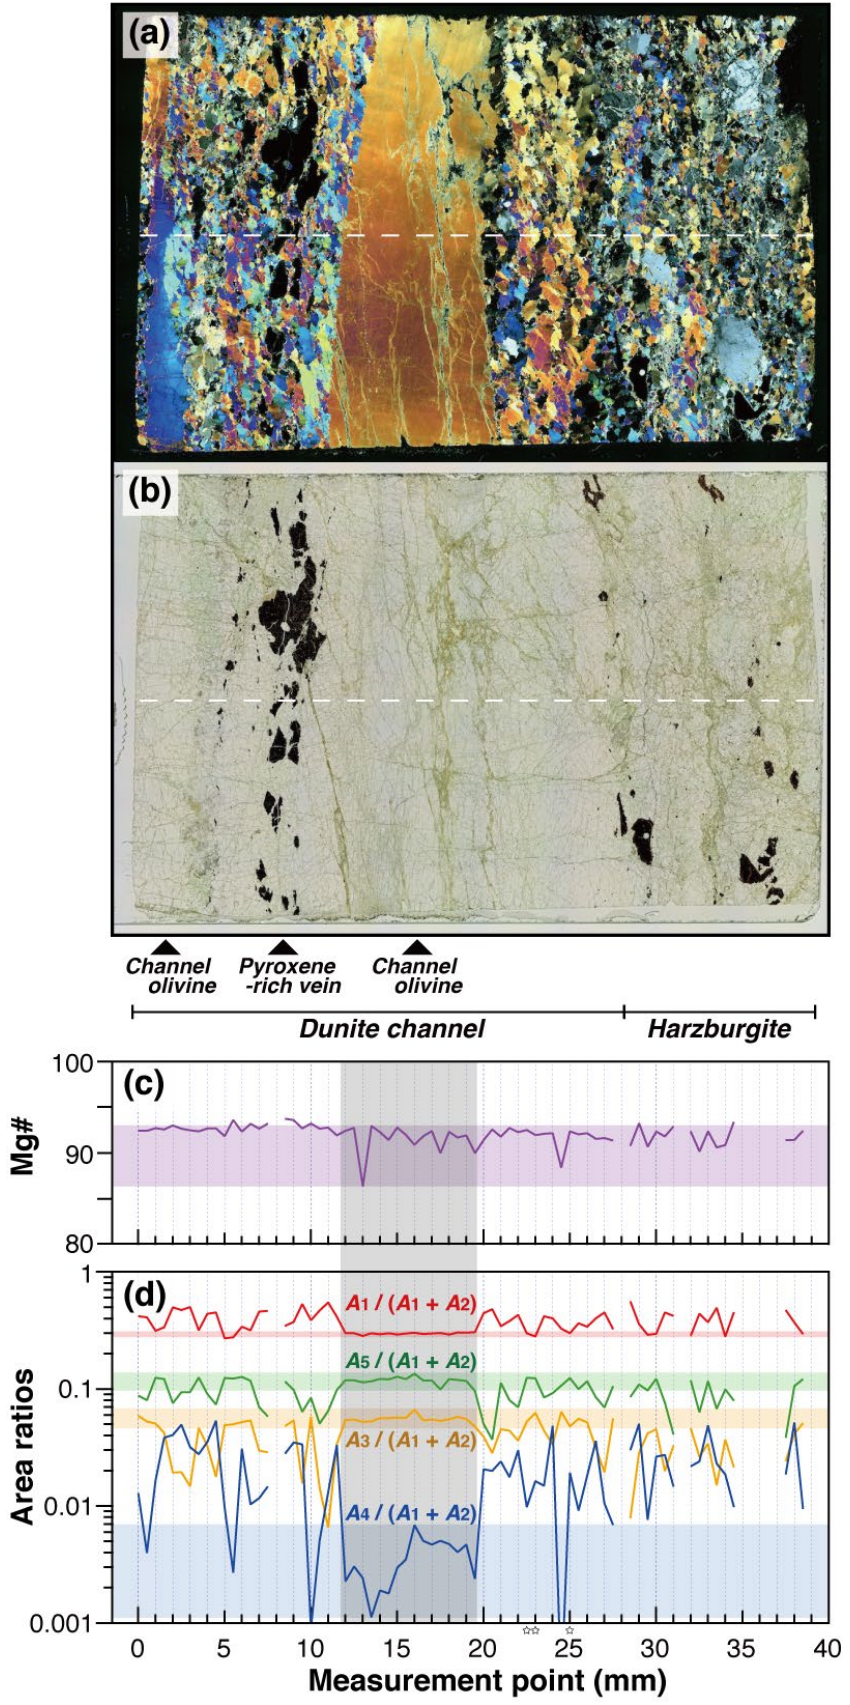 (a)
(b)
Channel olivine
Pyroxene -rich vein
Channel olivine
Dunite channel
Harzburgite
100
(c)
Mg#
90
80
1
(d)
A1 / (A1 + A2)
A5 / (A1 + A2)
0.1
A3 / (A1 + A2)
Area ratios
0.01
A4 / (A1 + A2)
0.001
0 5 10 15 20 25 30 35 40
☆☆ ☆
Measurement point (mm)